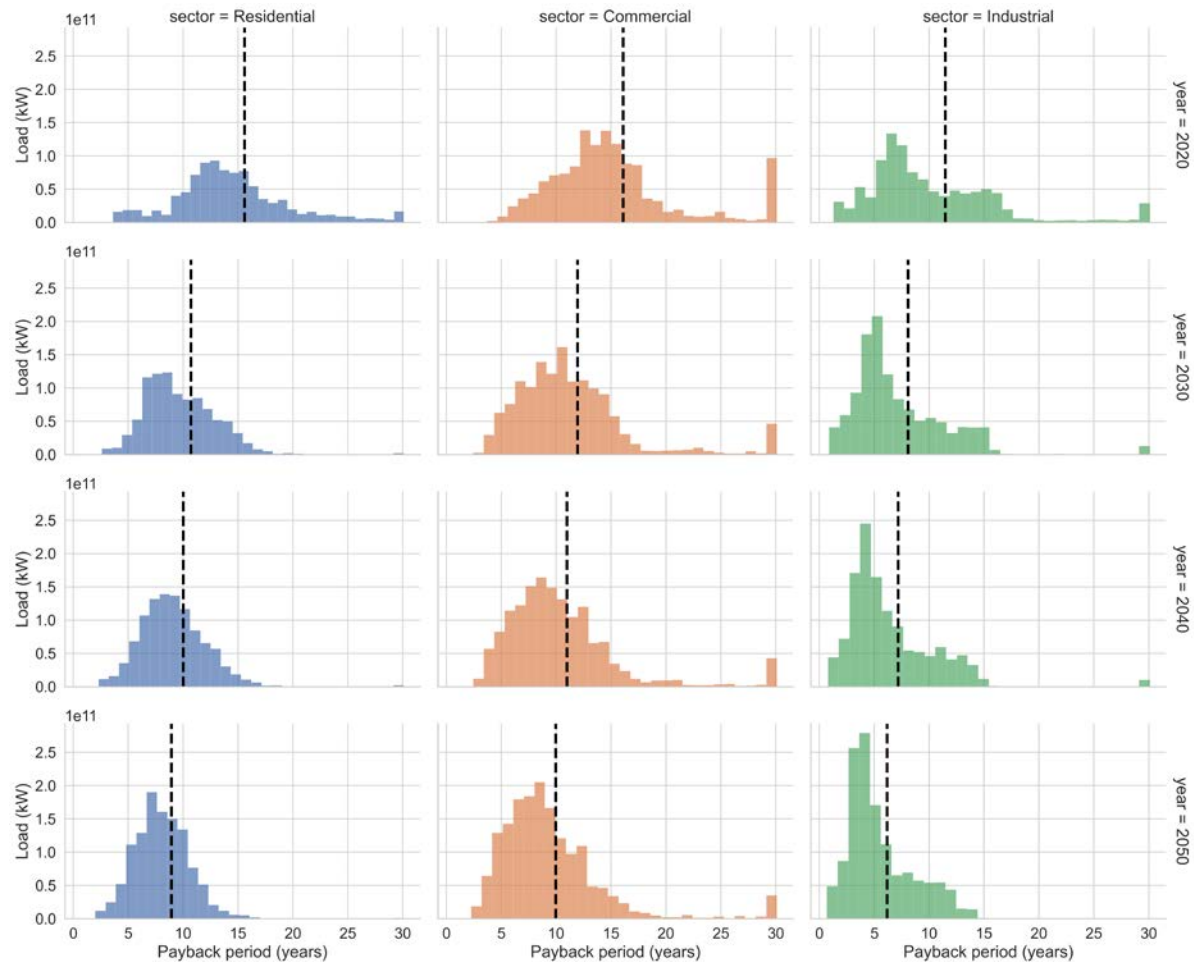 sector = Residential
sector = Commercial
sector = Industrial
1e11
2.5
2.0
1.5
1.0
0.5
0.0
Load (kW)
year = 2020
1e11
2.5
2.0
1.5
1.0
0.5
0.0
Load (kW)
year = 2030
1e11
2.5
2.0
1.5
1.0
0.5
0.0
Load (kW)
year = 2040
1e11
2.5
2.0
1.5
1.0
0.5
0.0
Load (kW)
year = 2050
0 5 10 15 20 25 30
0 5 10 15 20 25 30
0 5 10 15 20 25 30
Payback period (years)
Payback period (years)
Payback period (years)